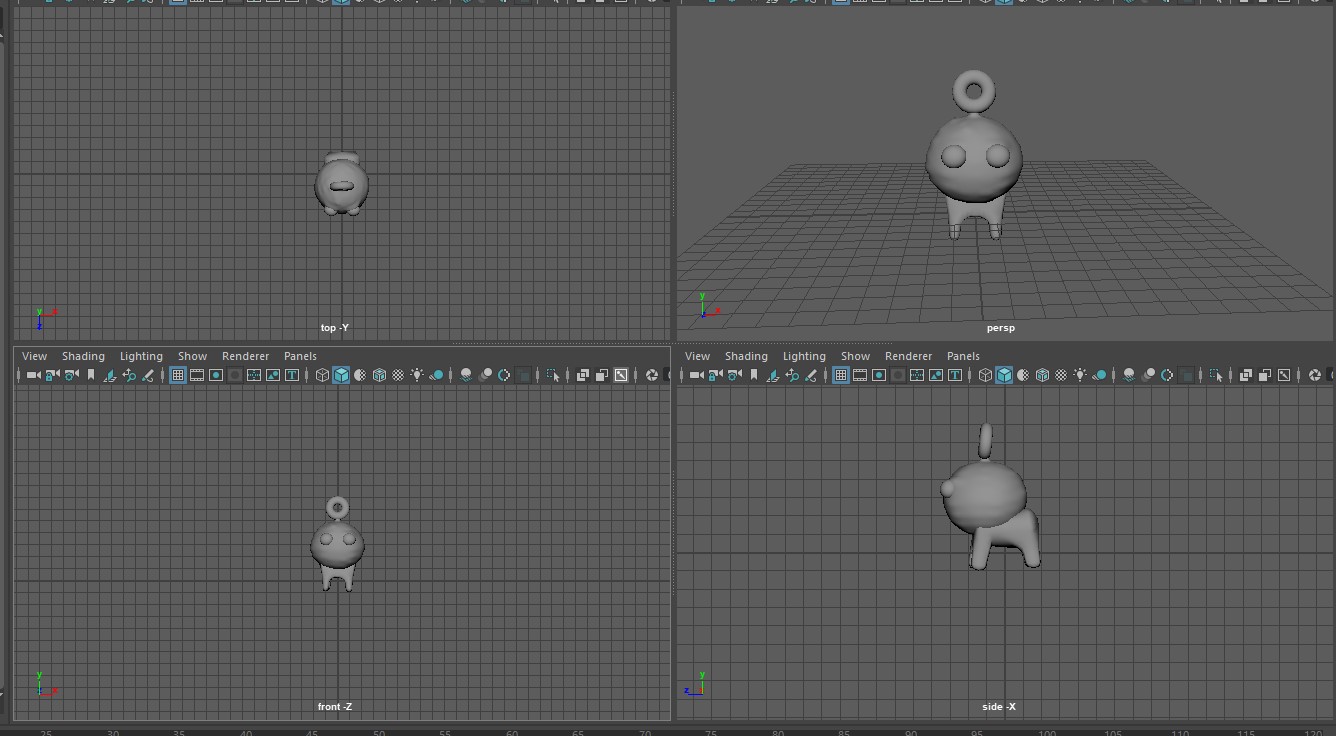 y x
z
top -Y
y x
persp
View Shading Lighting Show Renderer Panels
View Shading Lighting Show Renderer Panels
y
x
front -Z
y
z
side -X
25 30 35 40 45 50 55 60 65 70 75 80 85 90 95 100 105 110 115 120